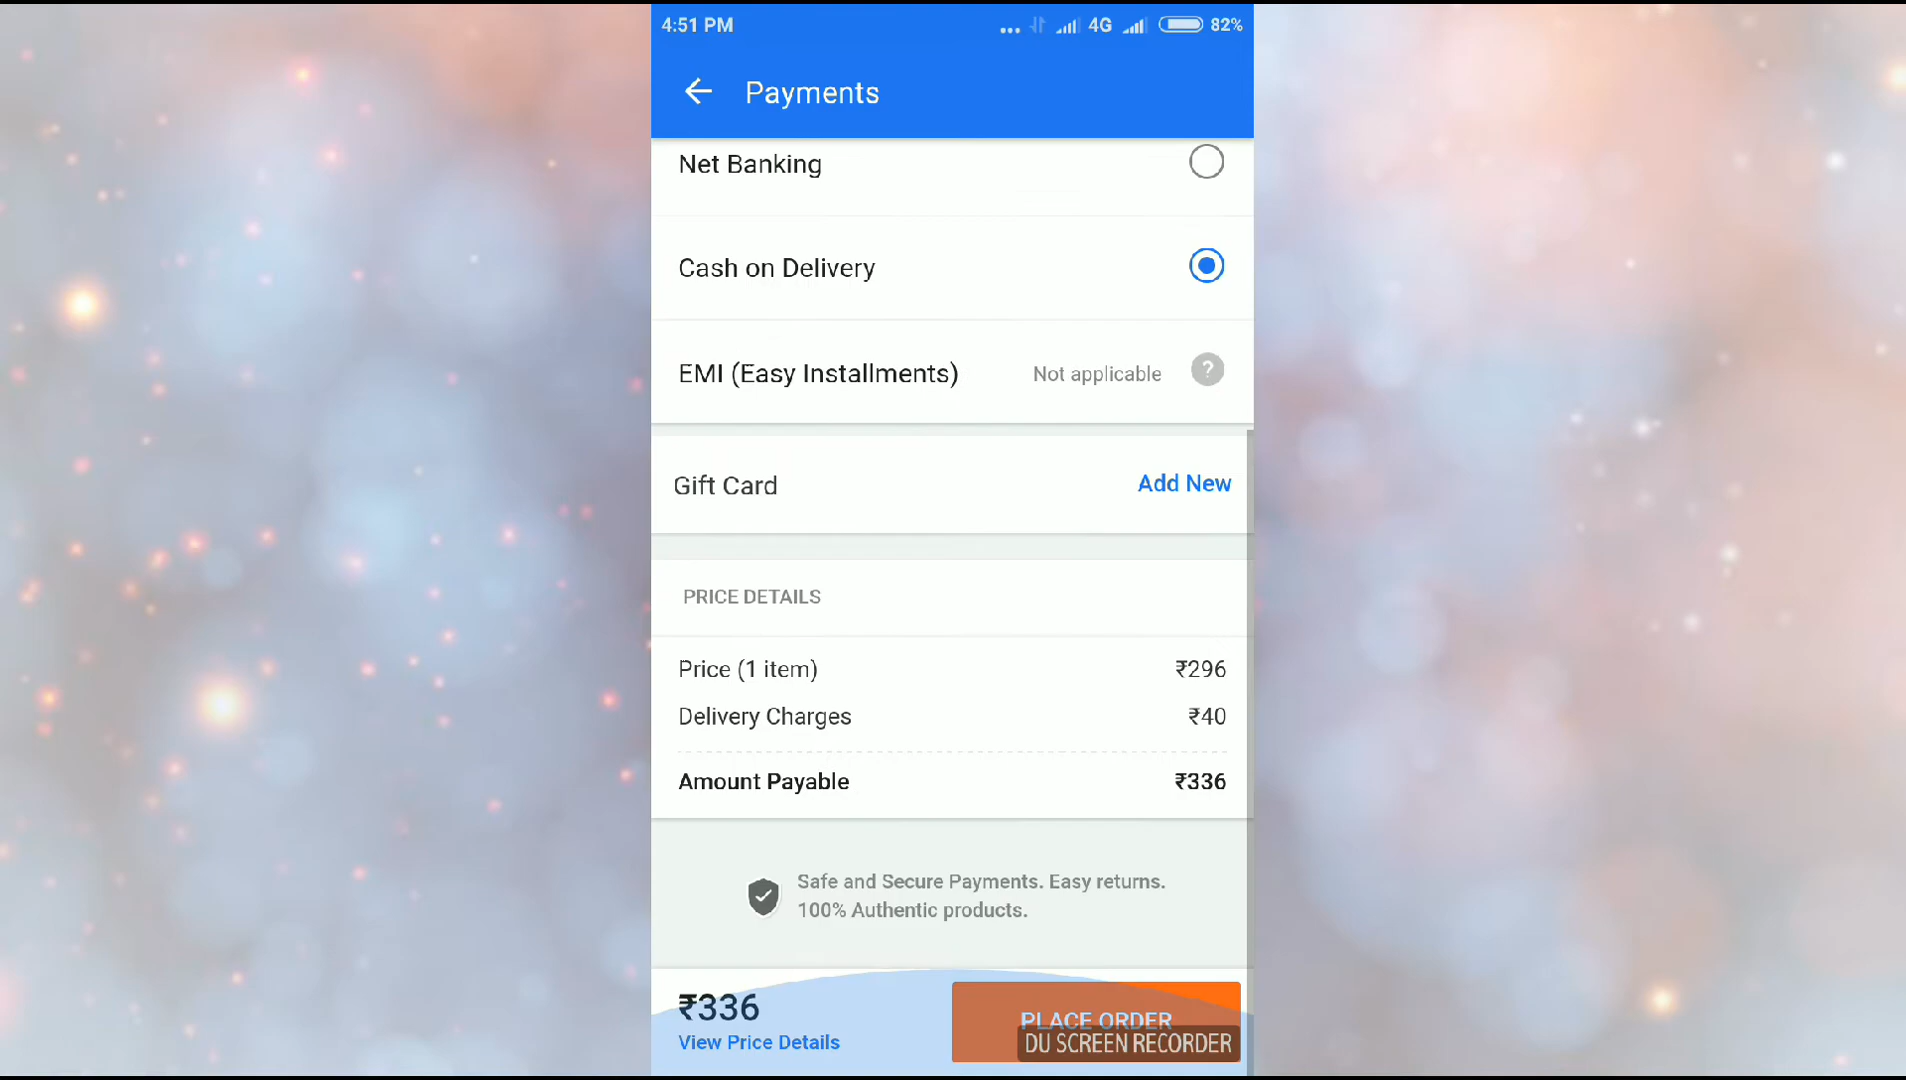 4:51 PM ... 4G 82%
Payments
Net Banking
Cash on Delivery
EMI (Easy Installments) Not applicable ?
Gift Card Add New
PRICE DETAILS
Price (1 item) ₹296
Delivery Charges ₹40
Amount Payable ₹336
Safe and Secure Payments. Easy returns.
100% Authentic products.
₹336
View Price Details
PLACE ORDER
DU SCREEN RECORDER